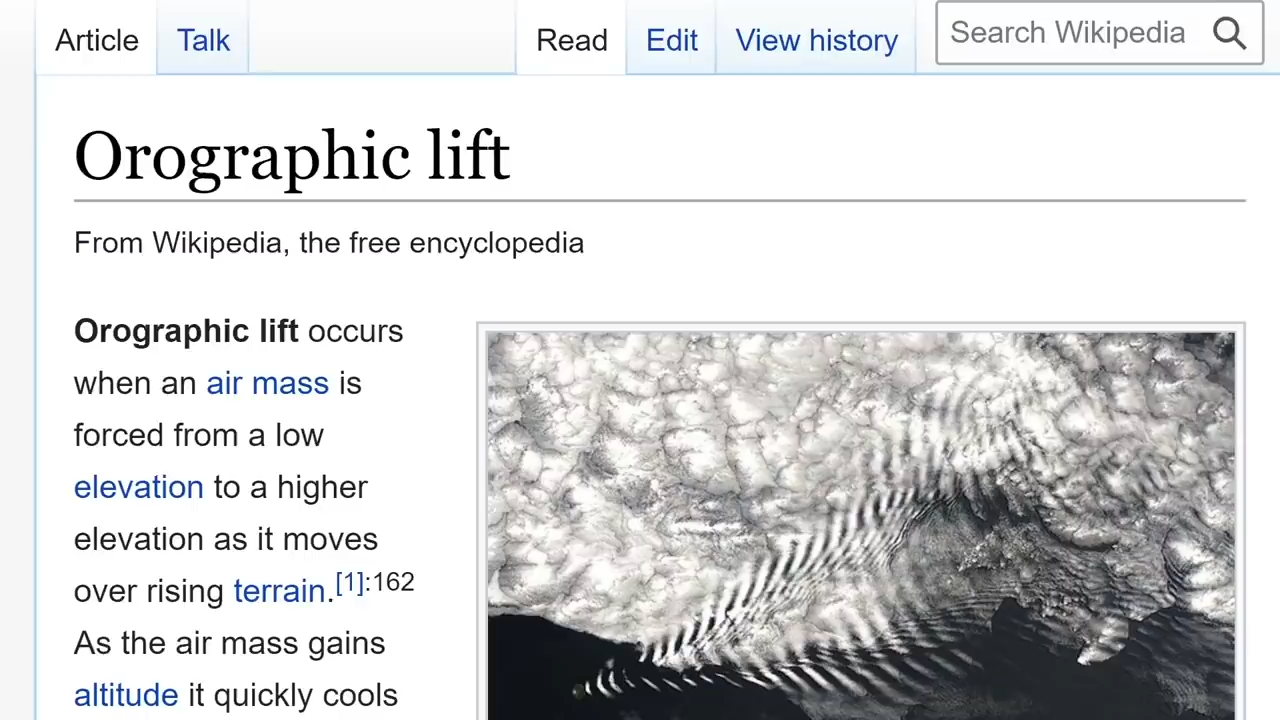 Article Talk Read Edit View history Search Wikipedia
Orographic lift
From Wikipedia, the free encyclopedia
Orographic lift occurs
when an air mass is
forced from a low
elevation to a higher
elevation as it moves
over rising terrain.[1]:162
As the air mass gains
altitude it quickly cools